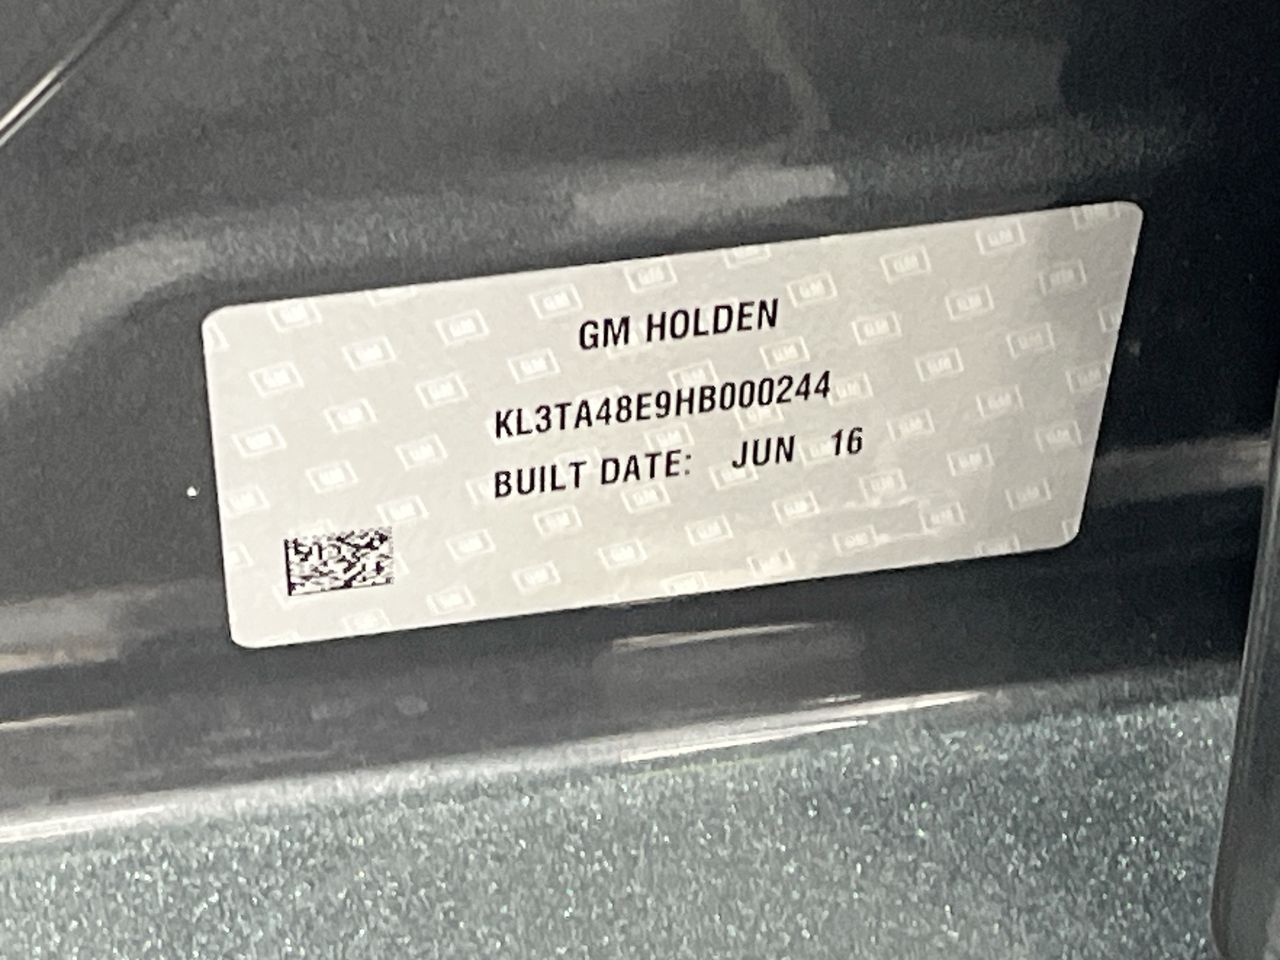 GM HOLDEN
KL3TA48E9HB000244
BUILT DATE: JUN 16